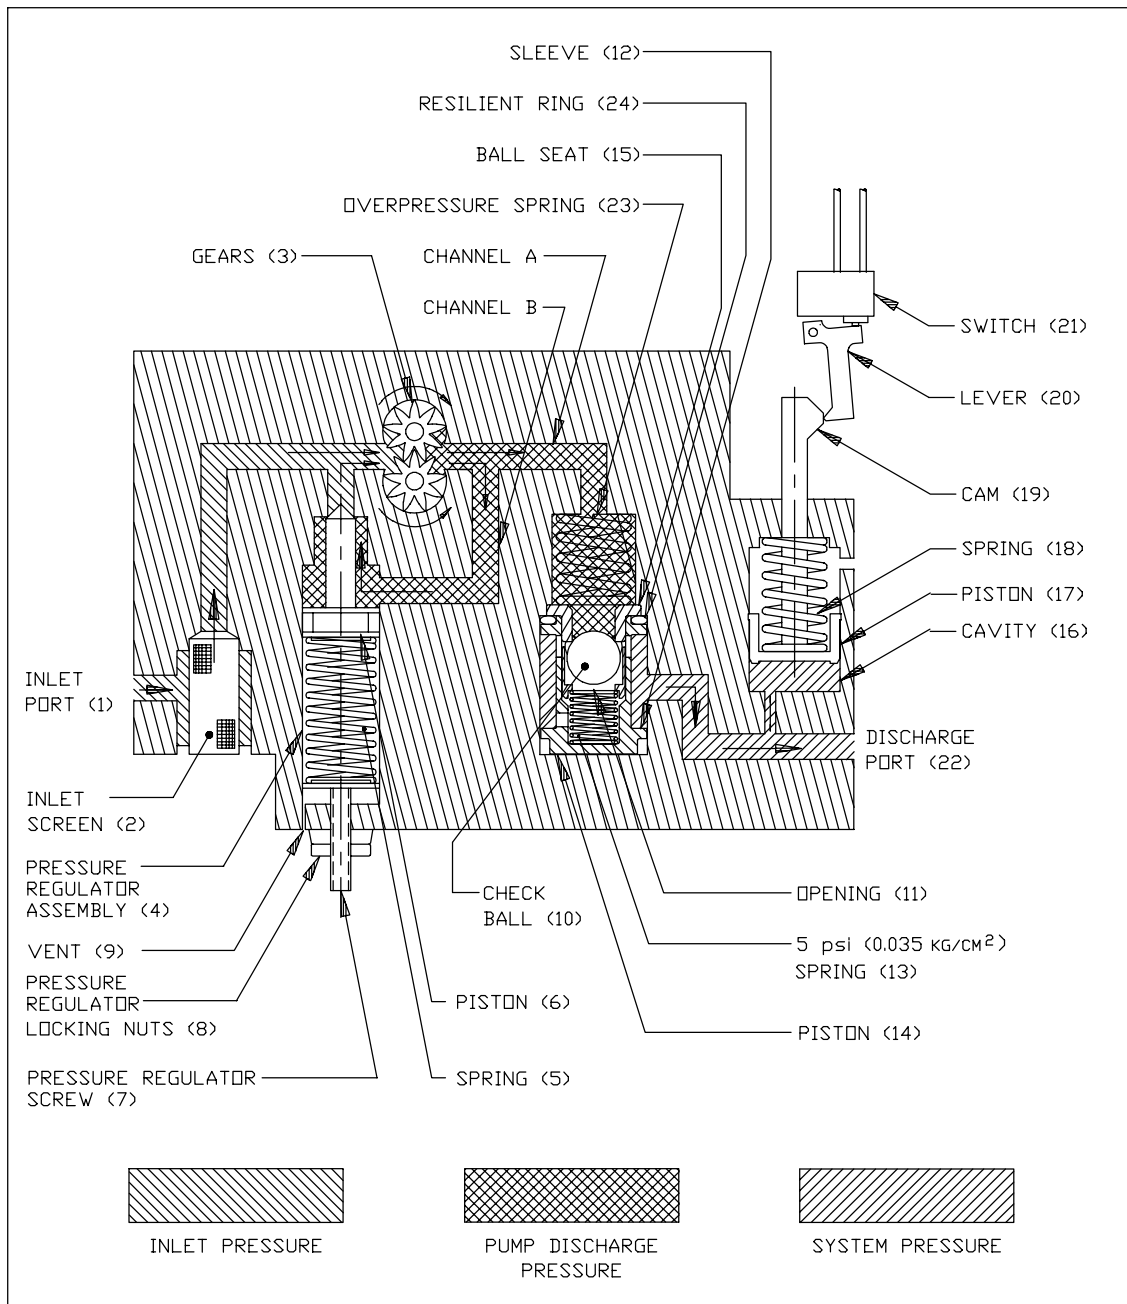 SLEEVE (12)
RESILIENT RING (24)
BALL SEAT (15)
OVERPRESSURE SPRING (23)
GEARS (3)
CHANNEL A
CHANNEL B
SWITCH (21)
LEVER (20)
CAM (19)
SPRING (18)
PISTON (17)
CAVITY (16)
INLET
PORT (1)
DISCHARGE
PORT (22)
INLET
SCREEN (2)
PRESSURE
REGULATOR
ASSEMBLY (4)
CHECK
BALL (10)
OPENING (11)
VENT (9)
5 psi (0.035 KG/CM²)
SPRING (13)
PRESSURE
REGULATOR
LOCKING NUTS (8)
PISTON (6)
PISTON (14)
PRESSURE REGULATOR
SCREW (7)
SPRING (5)
INLET PRESSURE
PUMP DISCHARGE
PRESSURE
SYSTEM PRESSURE